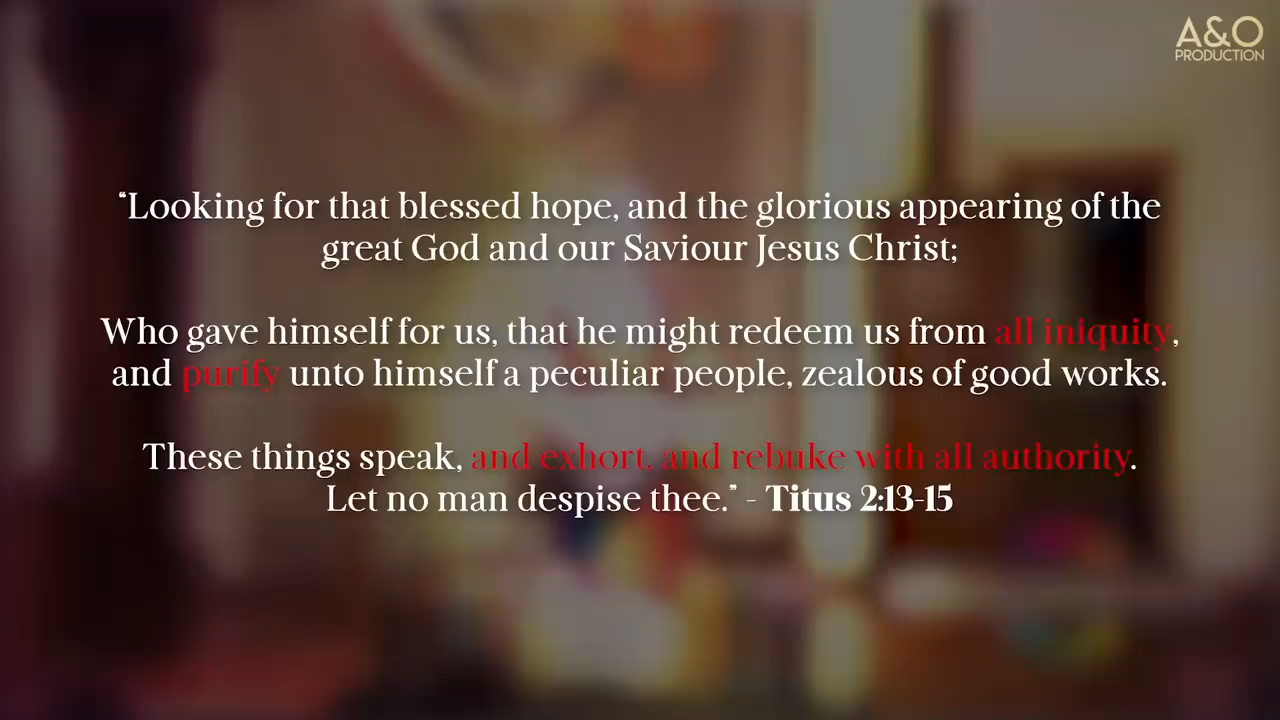 A&O
PRODUCTION
“Looking for that blessed hope, and the glorious appearing of the
great God and our Saviour Jesus Christ;
Who gave himself for us, that he might redeem us from all iniquity,
and purify unto himself a peculiar people, zealous of good works.
These things speak, and exhort, and rebuke with all authority.
Let no man despise thee.” - Titus 2:13-15